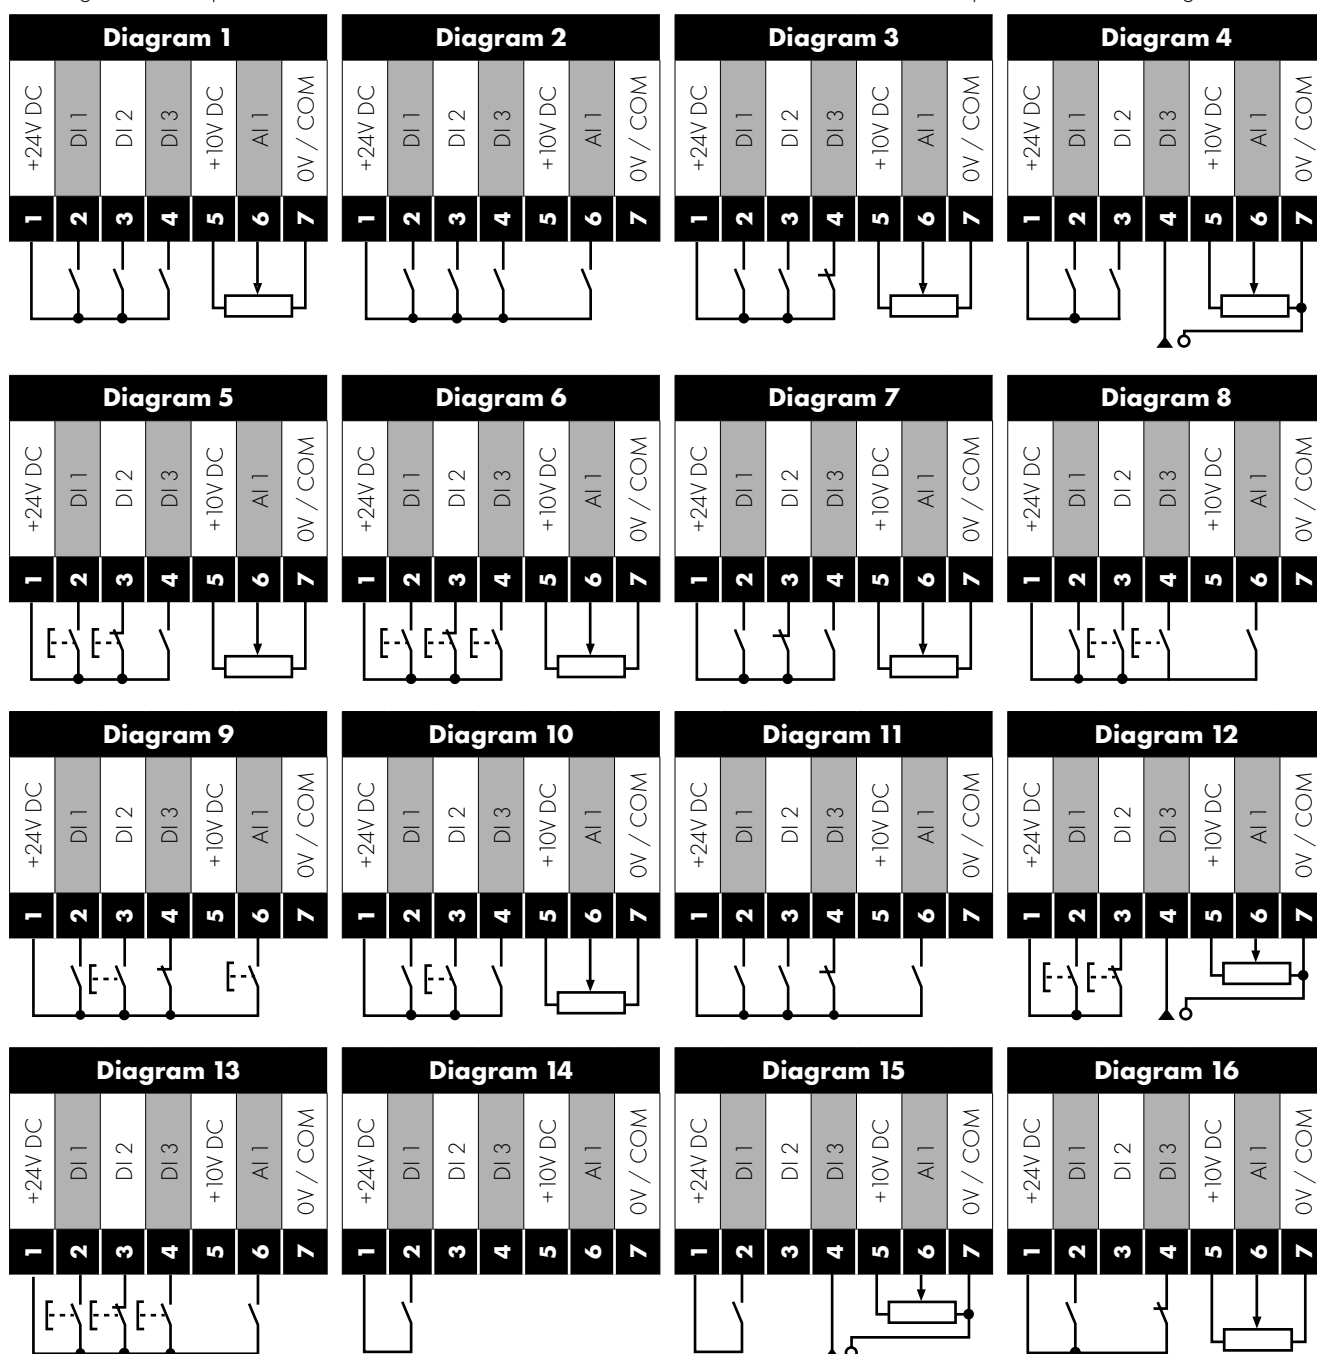 Diagram 1
+24V DC DI 1 DI 2 DI 3 +10V DC AI 1 0V / COM
1 2 3 4 5 6 7
Diagram 2
+24V DC DI 1 DI 2 DI 3 +10V DC AI 1 0V / COM
1 2 3 4 5 6 7
Diagram 3
+24V DC DI 1 DI 2 DI 3 +10V DC AI 1 0V / COM
1 2 3 4 5 6 7
Diagram 4
+24V DC DI 1 DI 2 DI 3 +10V DC AI 1 0V / COM
1 2 3 4 5 6 7
Diagram 5
+24V DC DI 1 DI 2 DI 3 +10V DC AI 1 0V / COM
1 2 3 4 5 6 7
Diagram 6
+24V DC DI 1 DI 2 DI 3 +10V DC AI 1 0V / COM
1 2 3 4 5 6 7
Diagram 7
+24V DC DI 1 DI 2 DI 3 +10V DC AI 1 0V / COM
1 2 3 4 5 6 7
Diagram 8
+24V DC DI 1 DI 2 DI 3 +10V DC AI 1 0V / COM
1 2 3 4 5 6 7
Diagram 9
+24V DC DI 1 DI 2 DI 3 +10V DC AI 1 0V / COM
1 2 3 4 5 6 7
Diagram 10
+24V DC DI 1 DI 2 DI 3 +10V DC AI 1 0V / COM
1 2 3 4 5 6 7
Diagram 11
+24V DC DI 1 DI 2 DI 3 +10V DC AI 1 0V / COM
1 2 3 4 5 6 7
Diagram 12
+24V DC DI 1 DI 2 DI 3 +10V DC AI 1 0V / COM
1 2 3 4 5 6 7
Diagram 13
+24V DC DI 1 DI 2 DI 3 +10V DC AI 1 0V / COM
1 2 3 4 5 6 7
Diagram 14
+24V DC DI 1 DI 2 DI 3 +10V DC AI 1 0V / COM
1 2 3 4 5 6 7
Diagram 15
+24V DC DI 1 DI 2 DI 3 +10V DC AI 1 0V / COM
1 2 3 4 5 6 7
Diagram 16
+24V DC DI 1 DI 2 DI 3 +10V DC AI 1 0V / COM
1 2 3 4 5 6 7